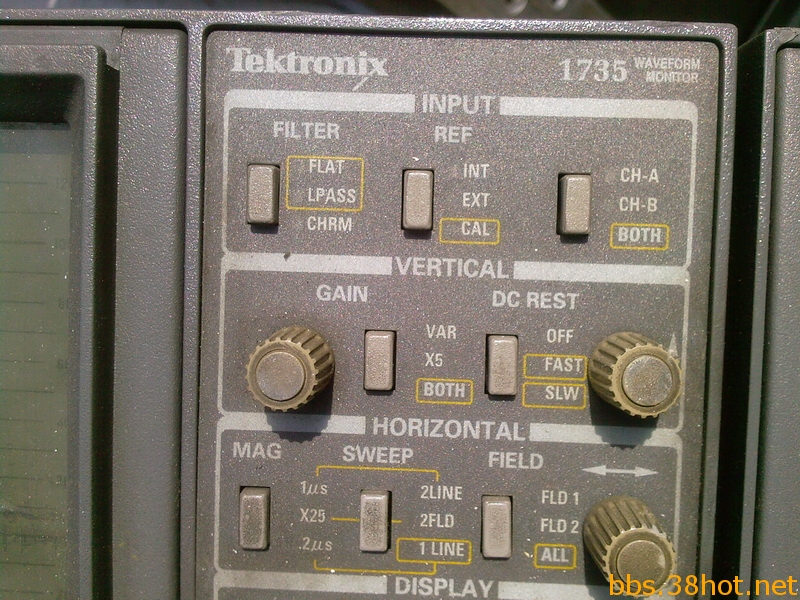 Tektronix
1735 WAVEFORM
MONITOR
INPUT
FILTER
FLAT
LPASS
CHRM
REF
INT
EXT
CAL
CH-A
CH-B
BOTH
VERTICAL
GAIN
VAR
X5
BOTH
DC REST
OFF
FAST
SLW
HORIZONTAL
MAG
SWEEP
FIELD
1µs
X25
.2µs
2LINE
2FLD
1 LINE
FLD 1
FLD 2
ALL
DISPLAY
bbs.38hot.net